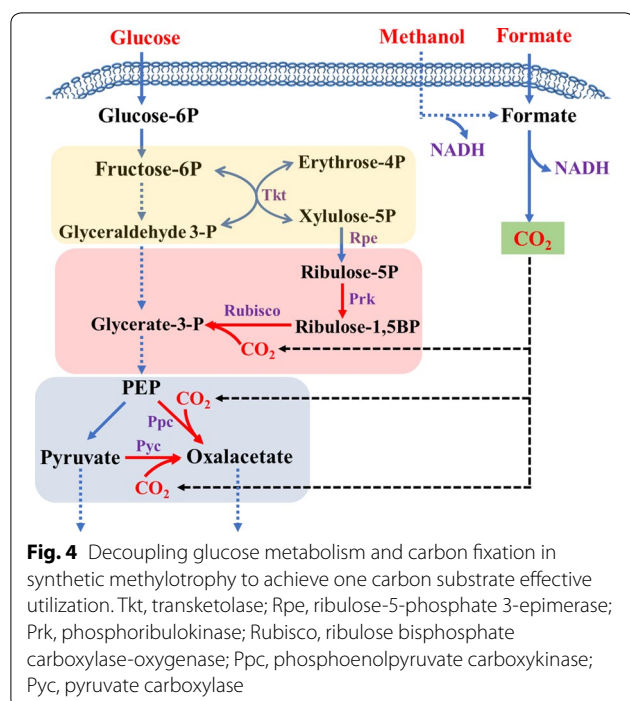 Glucose Methanol Formate
Glucose-6P Formate
NADH NADH
Fructose-6P Erythrose-4P
Tkt
Glyceraldehyde 3-P Xylulose-5P
Rpe CO₂
Ribulose-5P
Prk
Rubisco
Glycerate-3-P Ribulose-1,5BP
CO₂
PEP
CO₂
Ppc
Pyc
Pyruvate Oxalacetate
CO₂
Fig. 4 Decoupling glucose metabolism and carbon fixation in
synthetic methylotrophy to achieve one carbon substrate effective
utilization. Tkt, transketolase; Rpe, ribulose-5-phosphate 3-epimerase;
Prk, phosphoribulokinase; Rubisco, ribulose bisphosphate
carboxylase-oxygenase; Ppc, phosphoenolpyruvate carboxykinase;
Pyc, pyruvate carboxylase